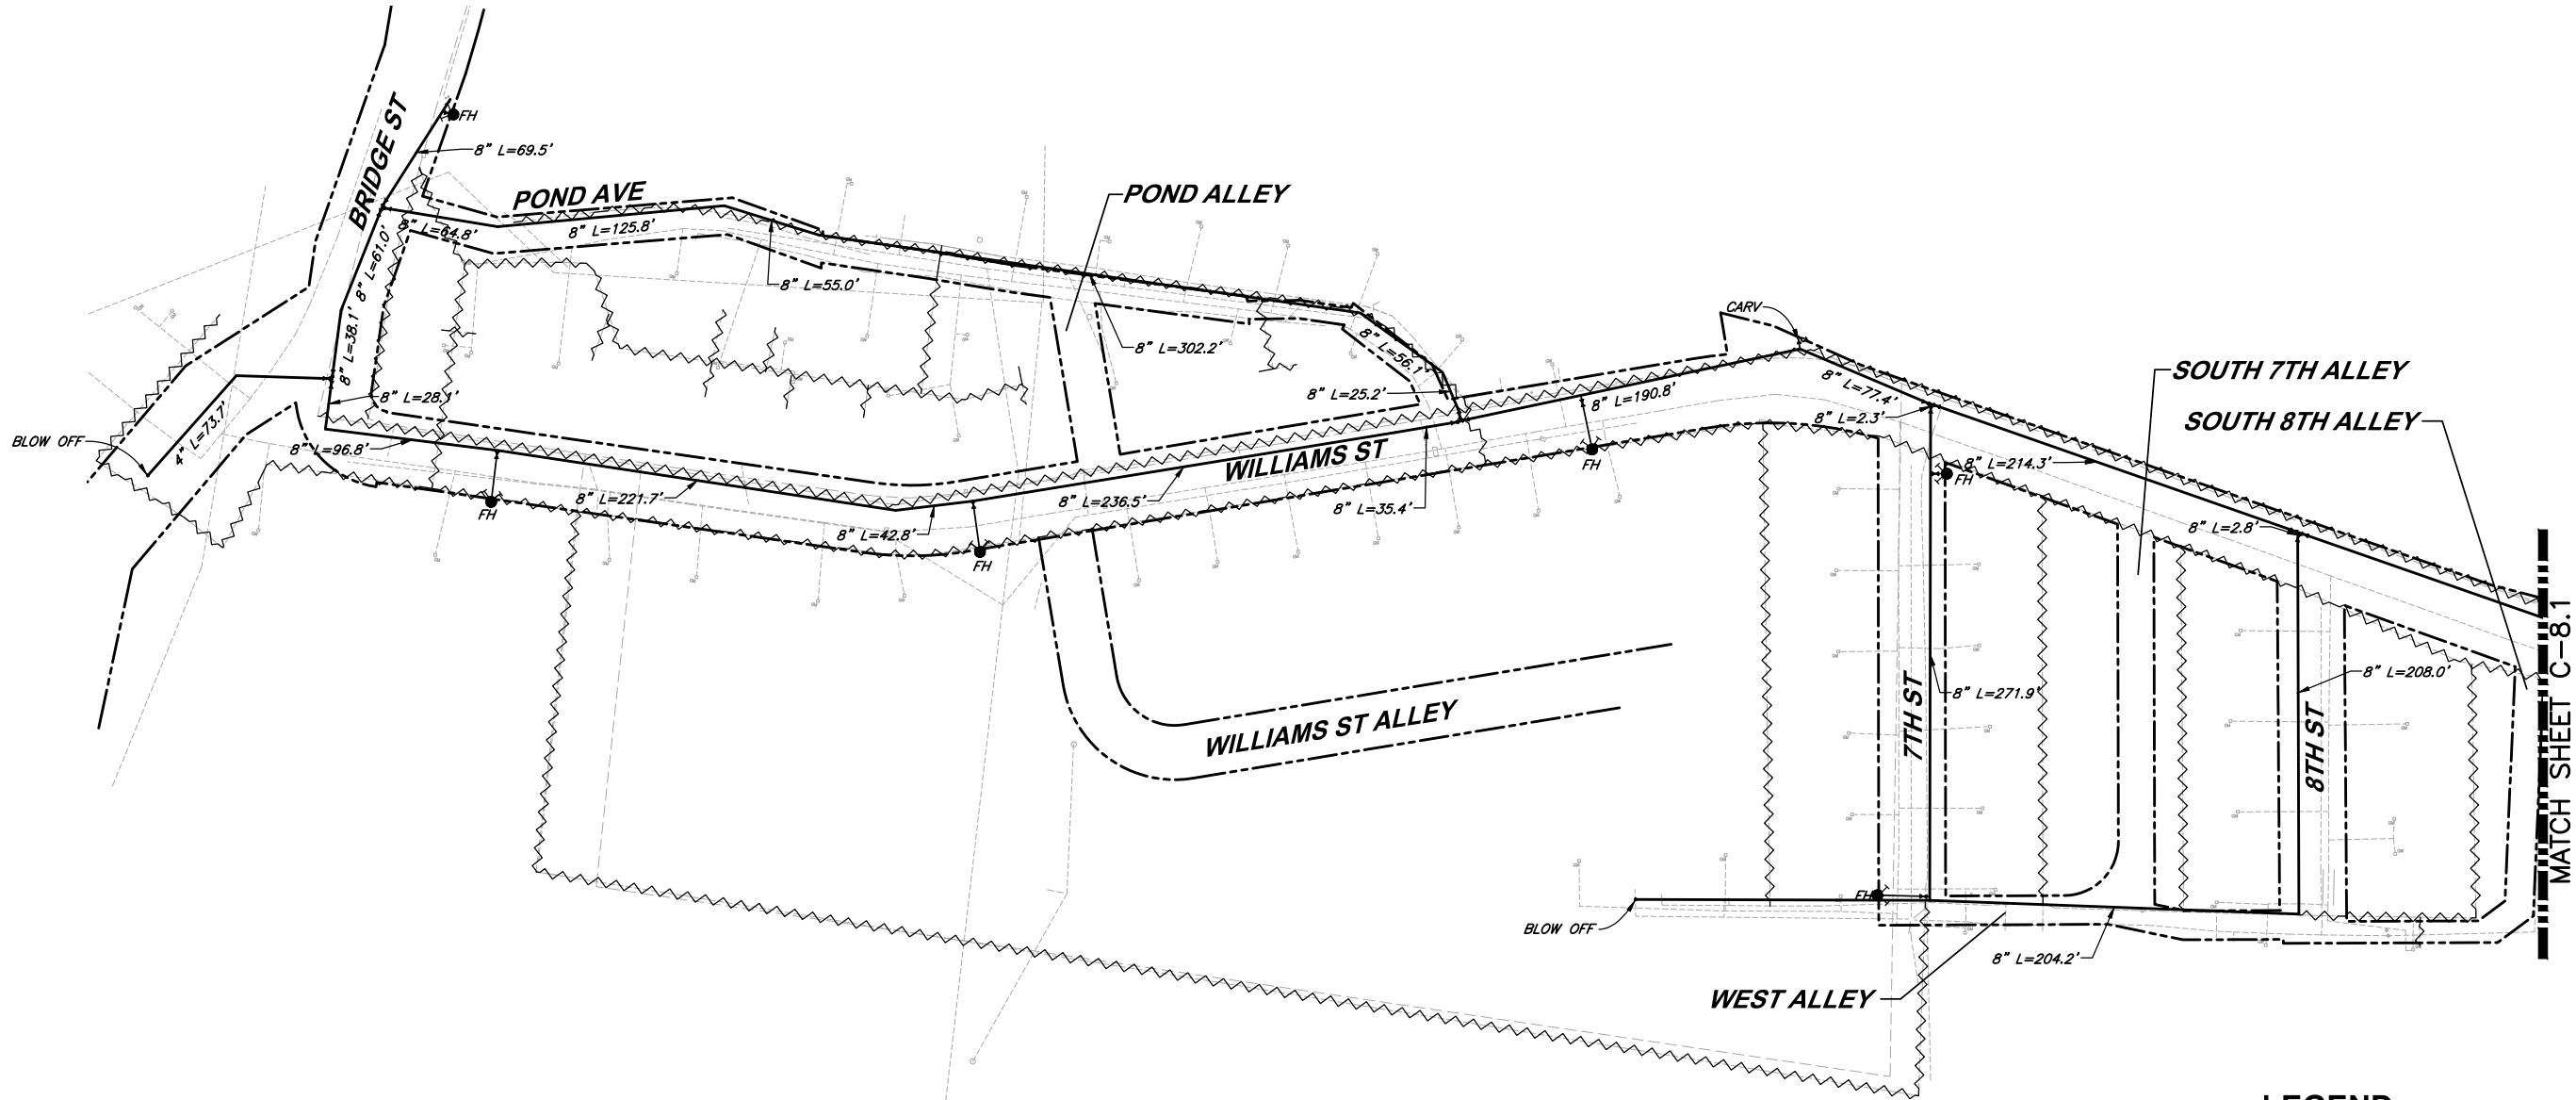 BRIDGE ST
FH
8" L=69.5'
POND AVE
POND ALLEY
8" L=64.8'
8" L=125.8'
8" L=61.0'
8" L=55.0'
8" L=38.1'
8" L=302.2'
8" L=56.1'
CARV
8" L=28.1'
8" L=25.2'
8" L=190.8'
8" L=77.4'
SOUTH 7TH ALLEY
8" L=2.3'
SOUTH 8TH ALLEY
BLOW OFF
4" L=73.7'
8" L=96.8'
WILLIAMS ST
FH
8" L=214.3'
FH
8" L=221.7'
8" L=236.5'
8" L=35.4'
FH
8" L=42.8'
8" L=2.8'
FH
MATCH SHEET C-8.1
8" L=208.0'
8" L=271.9'
7TH ST
WILLIAMS ST ALLEY
8TH ST
FH
BLOW OFF
8" L=204.2'
WEST ALLEY
LEGEND